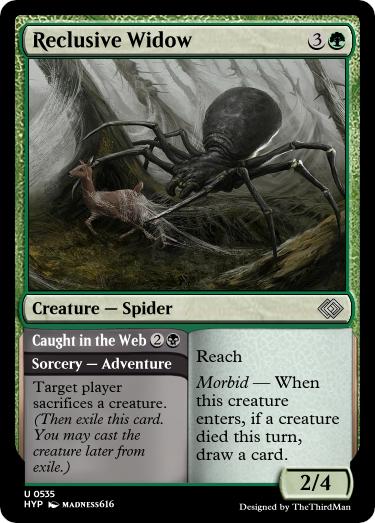 Reclusive Widow 3
Creature — Spider
Caught in the Web 2
Sorcery — Adventure
Target player
sacrifices a creature.
(Then exile this card.
You may cast the
creature later from
exile.)
Reach
Morbid — When
this creature
enters, if a creature
died this turn,
draw a card.
2/4
U 0535
HYP MADNESS616
Designed by TheThirdMan